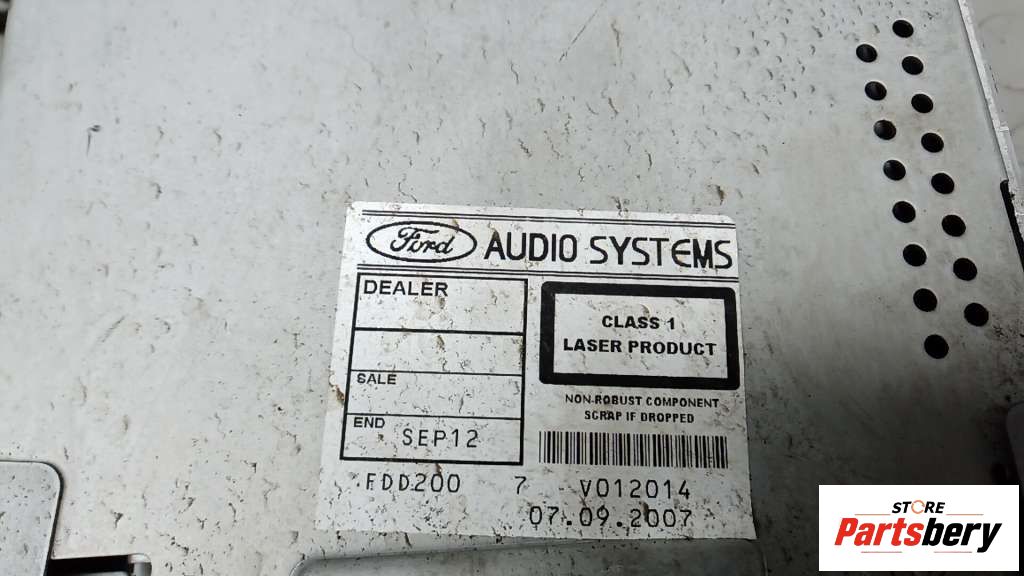 Ford AUDIO SYSTEMS
DEALER
SALE
END SEP12
CLASS 1
LASER PRODUCT
NON-ROBUST COMPONENT
SCRAP IF DROPPED
FDD200 7 V012014
07.09.2007
STORE
Partsbery